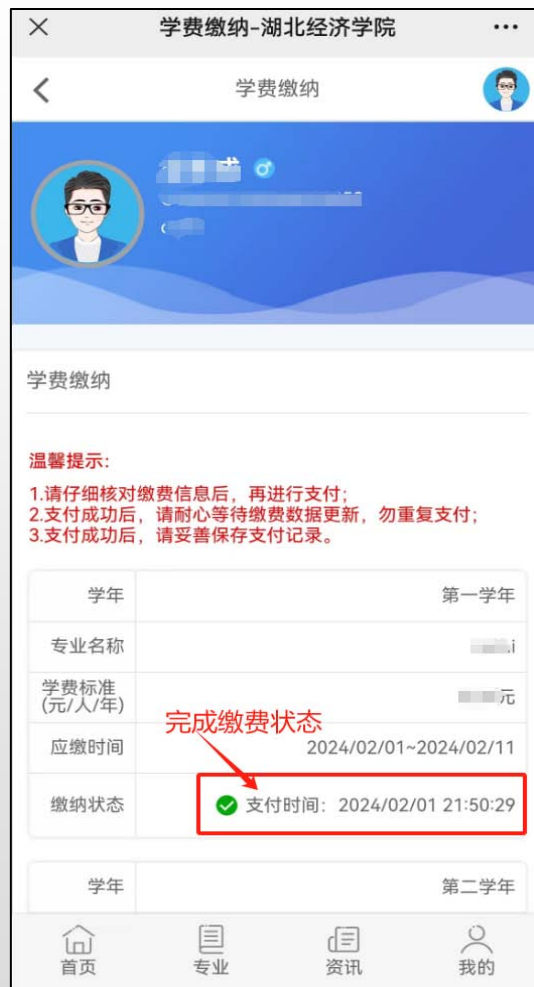 学费缴纳-湖北经济学院
学费缴纳
学费缴纳
温馨提示:
1.请仔细核对缴费信息后，再进行支付;
2.支付成功后，请耐心等待缴费数据更新，勿重复支付;
3.支付成功后，请妥善保存支付记录。
学年 第一学年
专业名称
学费标准
(元/人/年) 元
完成缴费状态
应缴时间 2024/02/01~2024/02/11
缴纳状态 支付时间: 2024/02/01 21:50:29
学年 第二学年
首页 专业 资讯 我的